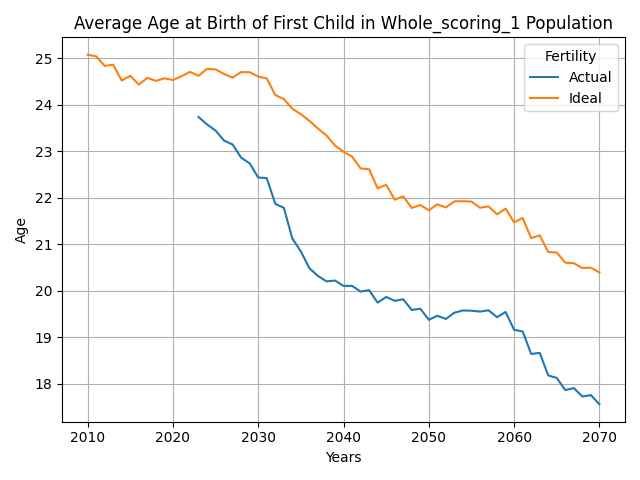 Average Age at Birth of First Child in Whole_scoring_1 Population
Fertility
Actual
Ideal
Age
25
24
23
22
21
20
19
18
2010 2020 2030 2040 2050 2060 2070
Years